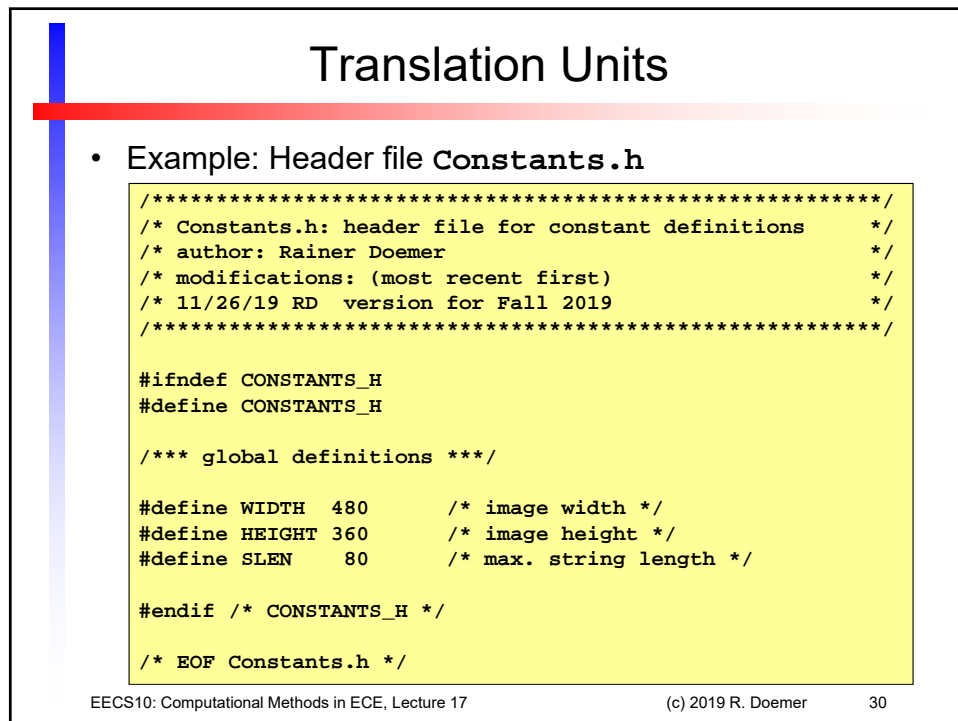 Translation Units
• Example: Header file Constants.h
/*********************************************************/
/* Constants.h: header file for constant definitions     */
/* author: Rainer Doemer                                 */
/* modifications: (most recent first)                    */
/* 11/26/19 RD  version for Fall 2019                    */
/*********************************************************/
#ifndef CONSTANTS_H
#define CONSTANTS_H
/*** global definitions ***/
#define WIDTH  480      /* image width */
#define HEIGHT 360      /* image height */
#define SLEN    80      /* max. string length */
#endif /* CONSTANTS_H */
/* EOF Constants.h */
EECS10: Computational Methods in ECE, Lecture 17 (c) 2019 R. Doemer 30